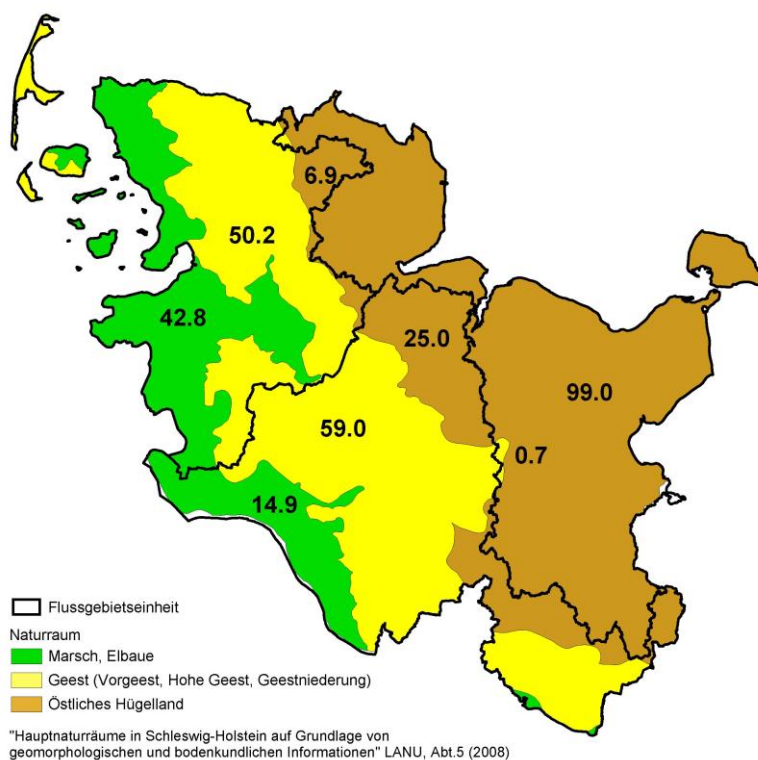 6.9
50.2
42.8
25.0
99.0
59.0
0.7
14.9
Flussgebietseinheit
Naturraum
Marsch, Elbaue
Geest (Vorgeest, Hohe Geest, Geestniederung)
Östliches Hügelland
"Hauptnaturräume in Schleswig-Holstein auf Grundlage von
geomorphologischen und bodenkundlichen Informationen" LANU, Abt.5 (2008)